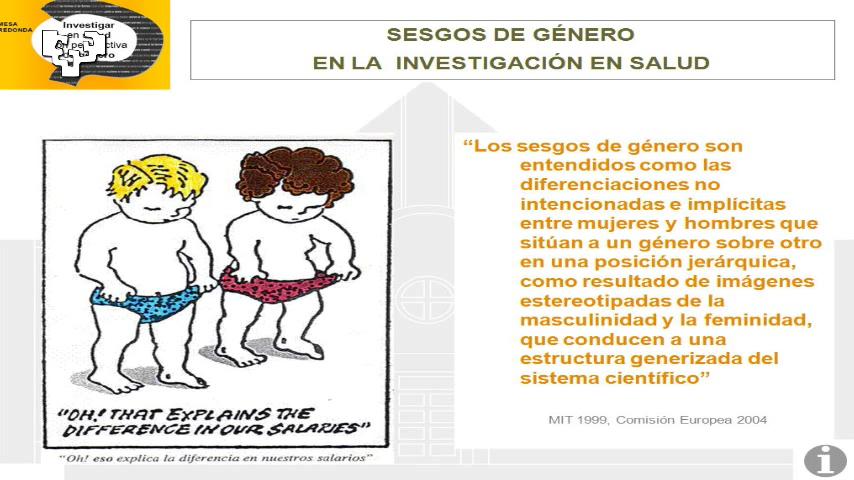 MESA
REDONDA
Investigar
en salud
perspectiva
SESGOS DE GÉNERO
EN LA INVESTIGACIÓN EN SALUD
“Los sesgos de género son
entendidos como las
diferenciaciones no
intencionadas e implícitas
entre mujeres y hombres que
sitúan a un género sobre otro
en una posición jerárquica,
como resultado de imágenes
estereotipadas de la
masculinidad y la feminidad,
que conducen a una
estructura generizada del
sistema científico”
MIT 1999, Comisión Europea 2004
“OH! THAT EXPLAINS THE
DIFFERENCE IN OUR SALARIES”
“Oh! eso explica la diferencia en nuestros salarios”
i